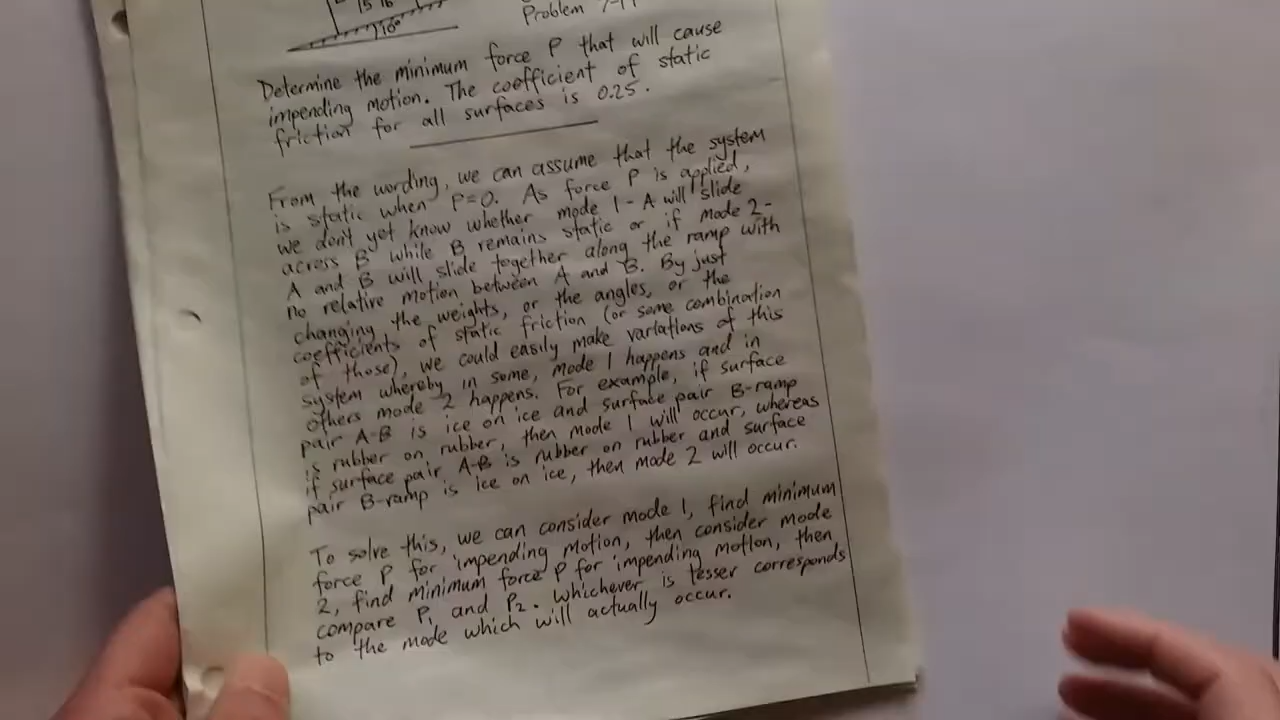 15 lb
10°
Problem 7-11
Determine the minimum force P that will cause
impending motion. The coefficient of static
friction for all surfaces is 0.25.
From the wording, we can assume that the system
is static when P=0. As force P is applied,
we don't yet know whether mode 1 - A will slide
across B while B remains static or if mode 2-
A and B will slide together along the ramp with
no relative motion between A and B. By just
changing the weights, or the angles, or the
coefficients of static friction (or some combination
of those), we could easily make variations of this
system whereby in some, mode 1 happens and in
others mode 2 happens. For example, if surface
pair A-B is ice on ice and surface pair B-ramp
is rubber on rubber, then mode 1 will occur, whereas
if surface pair A-B is rubber on rubber and surface
pair B-ramp is ice on ice, then mode 2 will occur.
To solve this, we can consider mode 1, find minimum
force P for impending motion, then consider mode
2, find minimum force P for impending motion, then
compare P₁ and P₂. Whichever is lesser corresponds
to the mode which will actually occur.